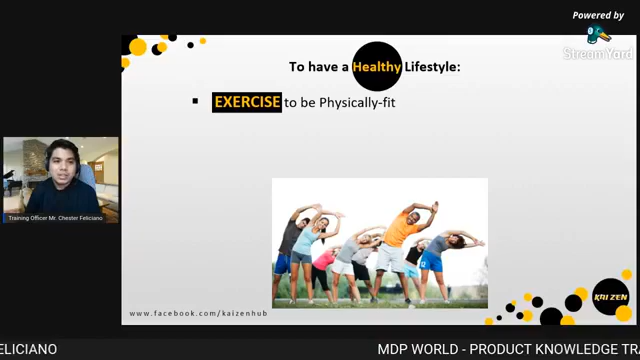 Powered by
StreamYard
To have a Healthy Lifestyle:
▪ EXERCISE to be Physically-fit
Training Officer Mr. Chester Feliciano
KAIZEN
www.facebook.com/kaizenhub
ELICIANO
MDP WORLD - PRODUCT KNOWLEDGE TRA